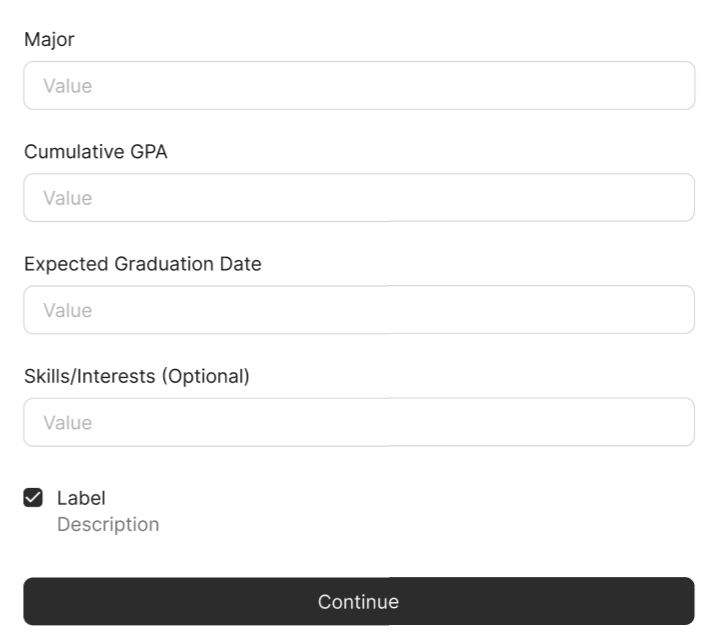 Major
Value
Cumulative GPA
Value
Expected Graduation Date
Value
Skills/Interests (Optional)
Value
Label
Description
Continue